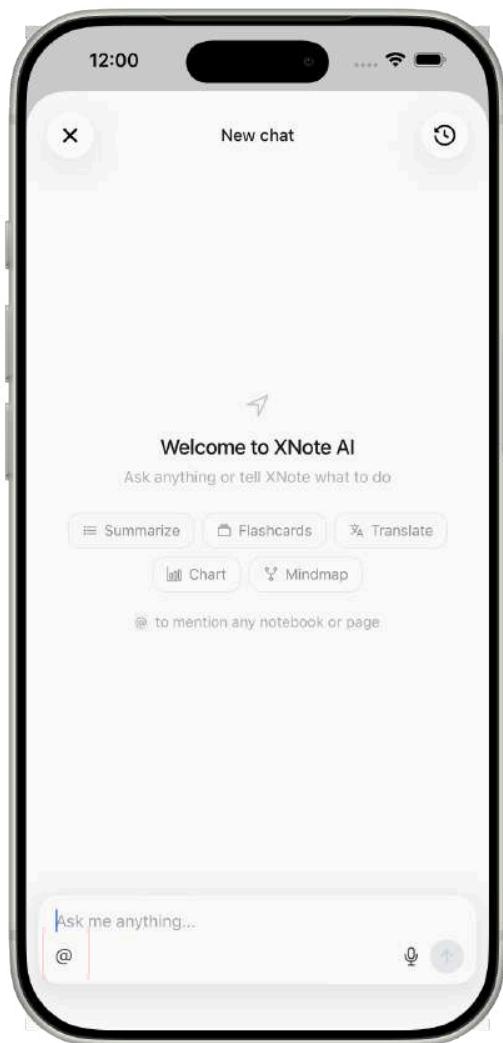 12:00
New chat
Welcome to XNote AI
Ask anything or tell XNote what to do
Summarize Flashcards Translate
Chart Mindmap
@ to mention any notebook or page
Ask me anything...
@